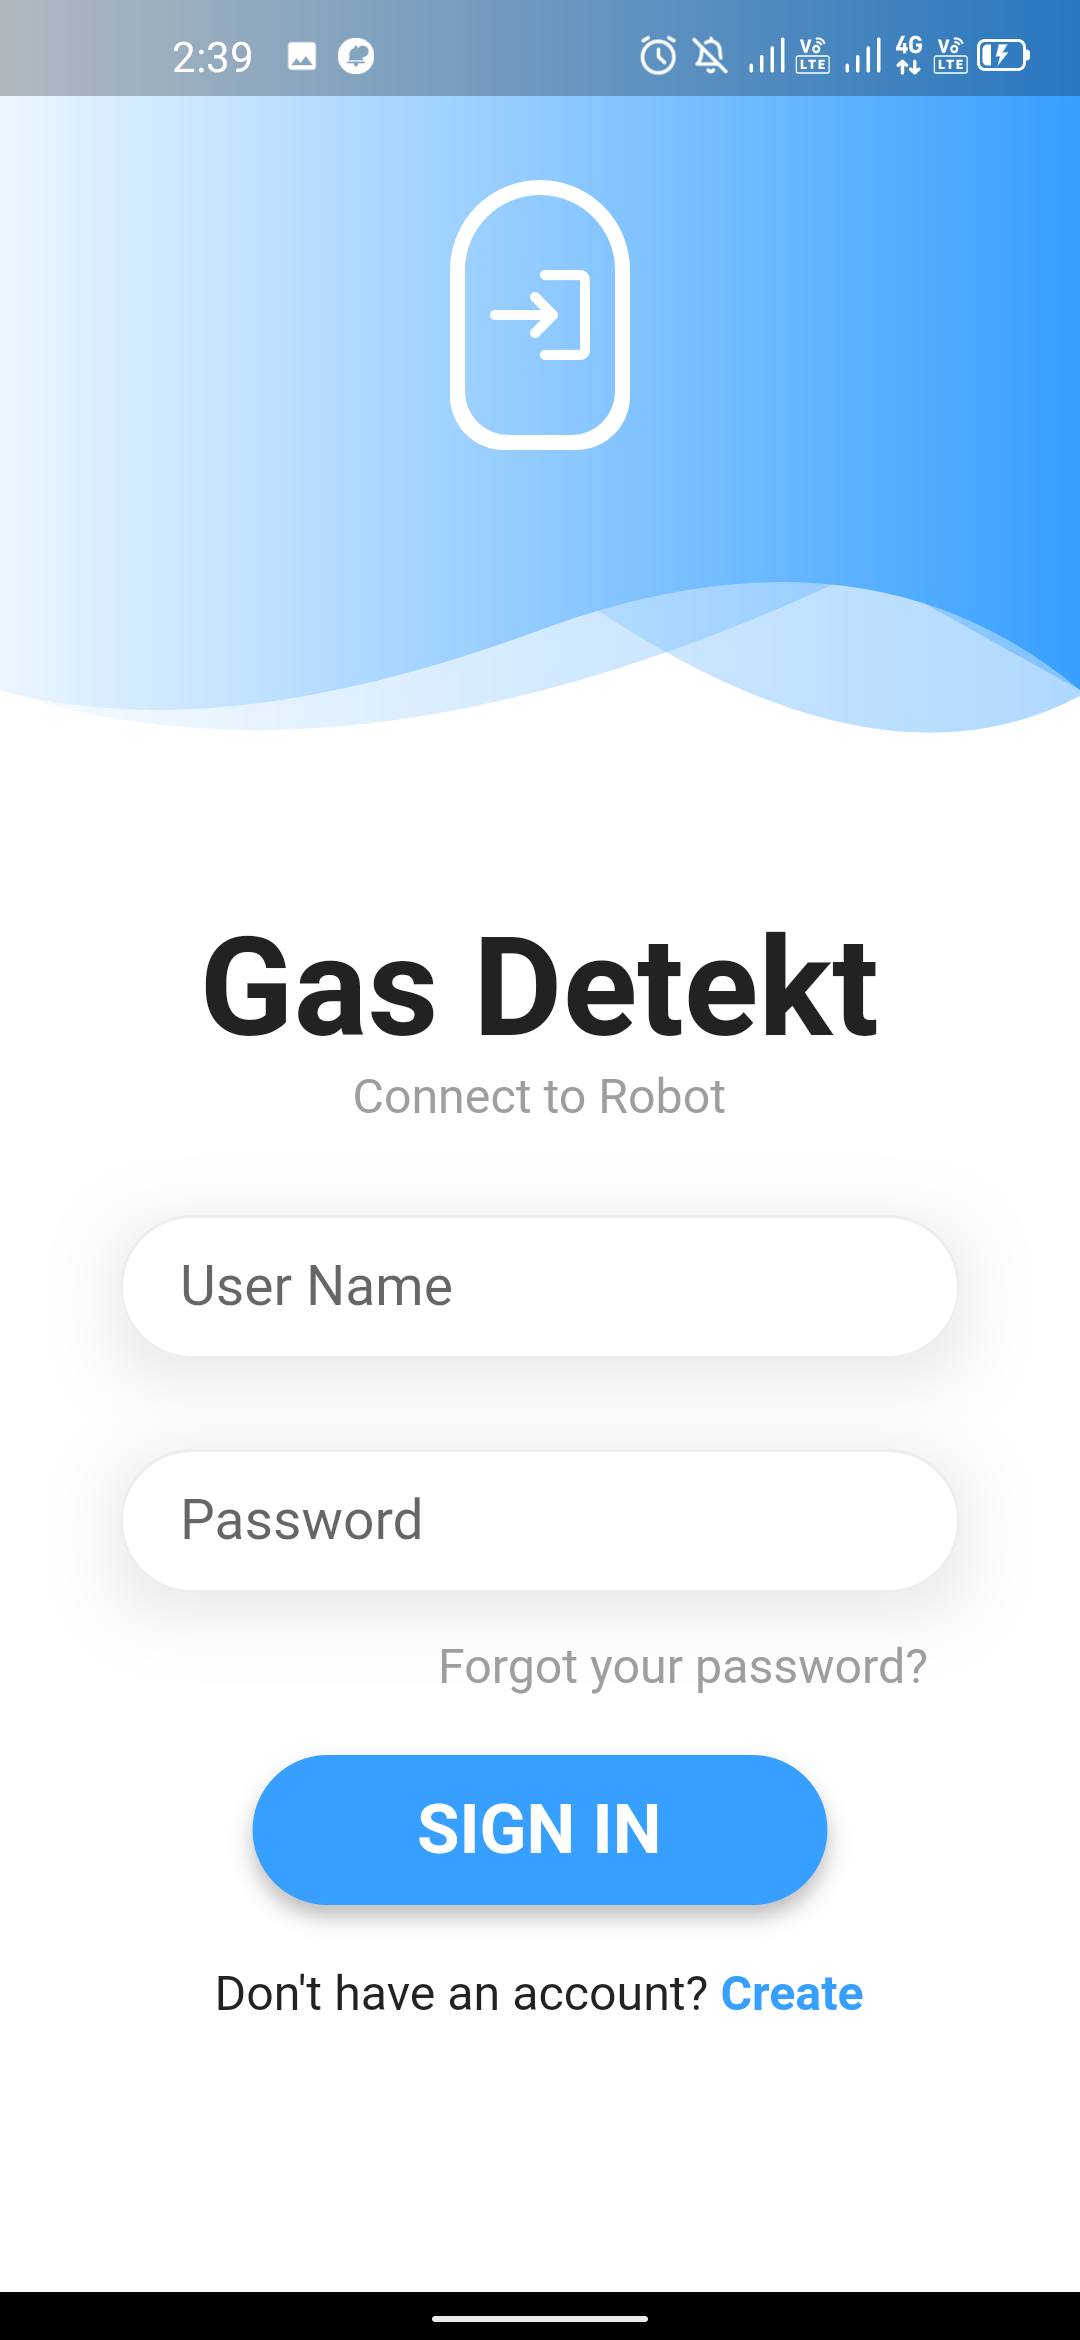 2:39 Vo LTE 4G Vo LTE
Gas Detekt
Connect to Robot
User Name
Password
Forgot your password?
SIGN IN
Don't have an account? Create